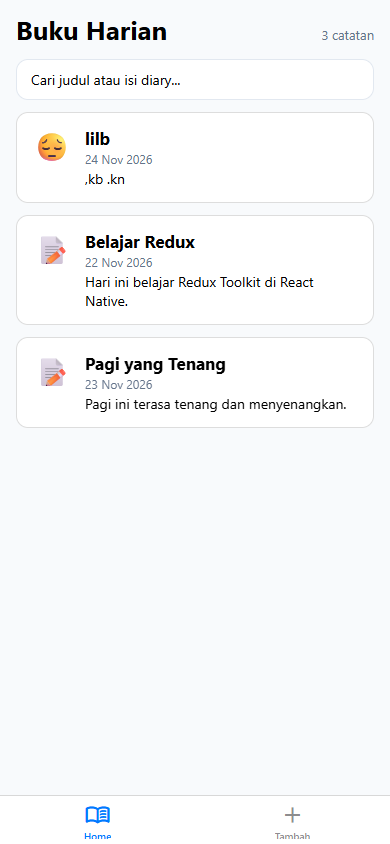 Buku Harian
3 catatan
Cari judul atau isi diary...
lilb
24 Nov 2026
,kb .kn
Belajar Redux
22 Nov 2026
Hari ini belajar Redux Toolkit di React
Native.
Pagi yang Tenang
23 Nov 2026
Pagi ini terasa tenang dan menyenangkan.
Home
Tambah